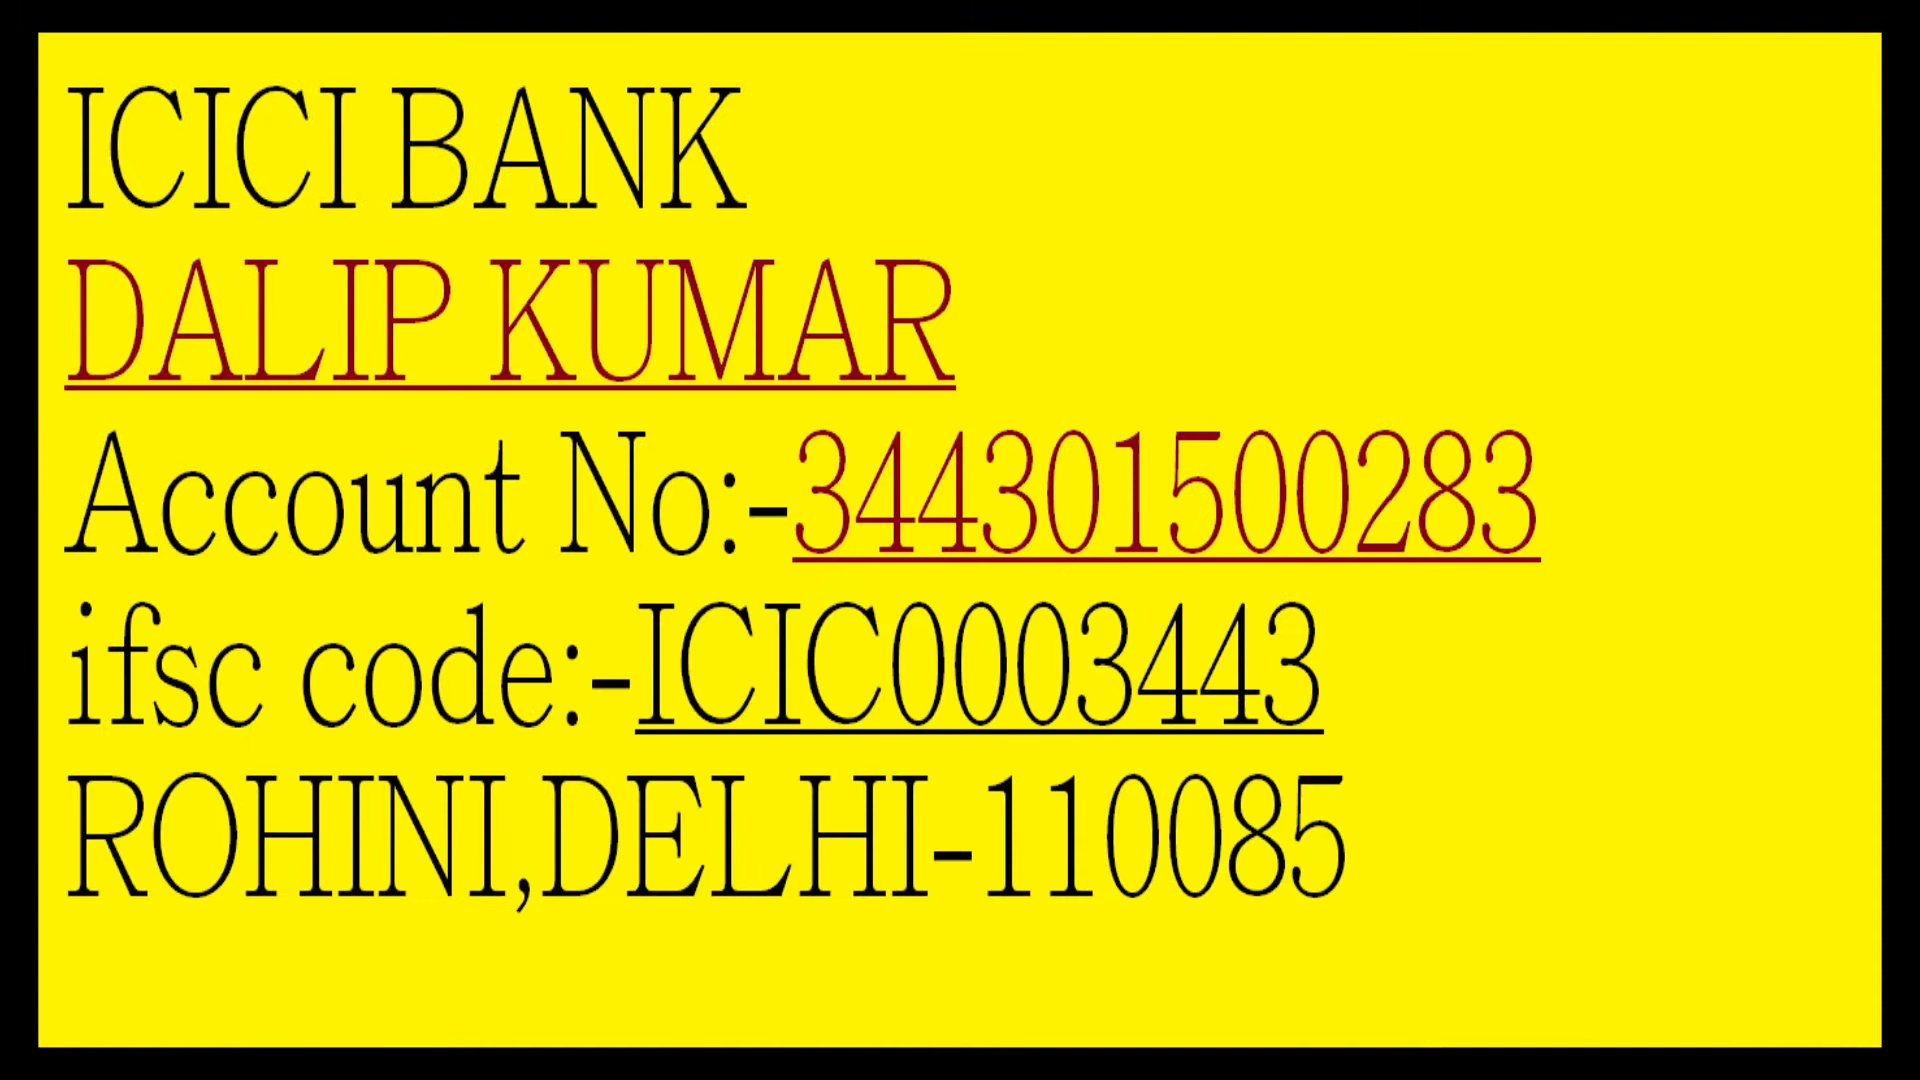 ICICI BANK
DALIP KUMAR
Account No:-344301500283
ifsc code:-ICIC0003443
ROHINI,DELHI-110085